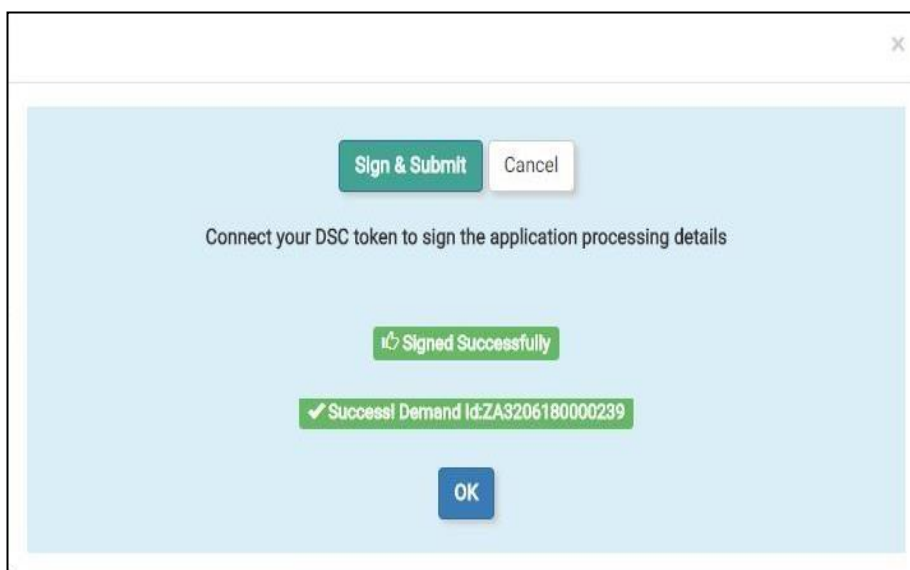 ×
Sign & Submit Cancel
Connect your DSC token to sign the application processing details
Signed Successfully
Success! Demand Id:ZA3206180000239
OK